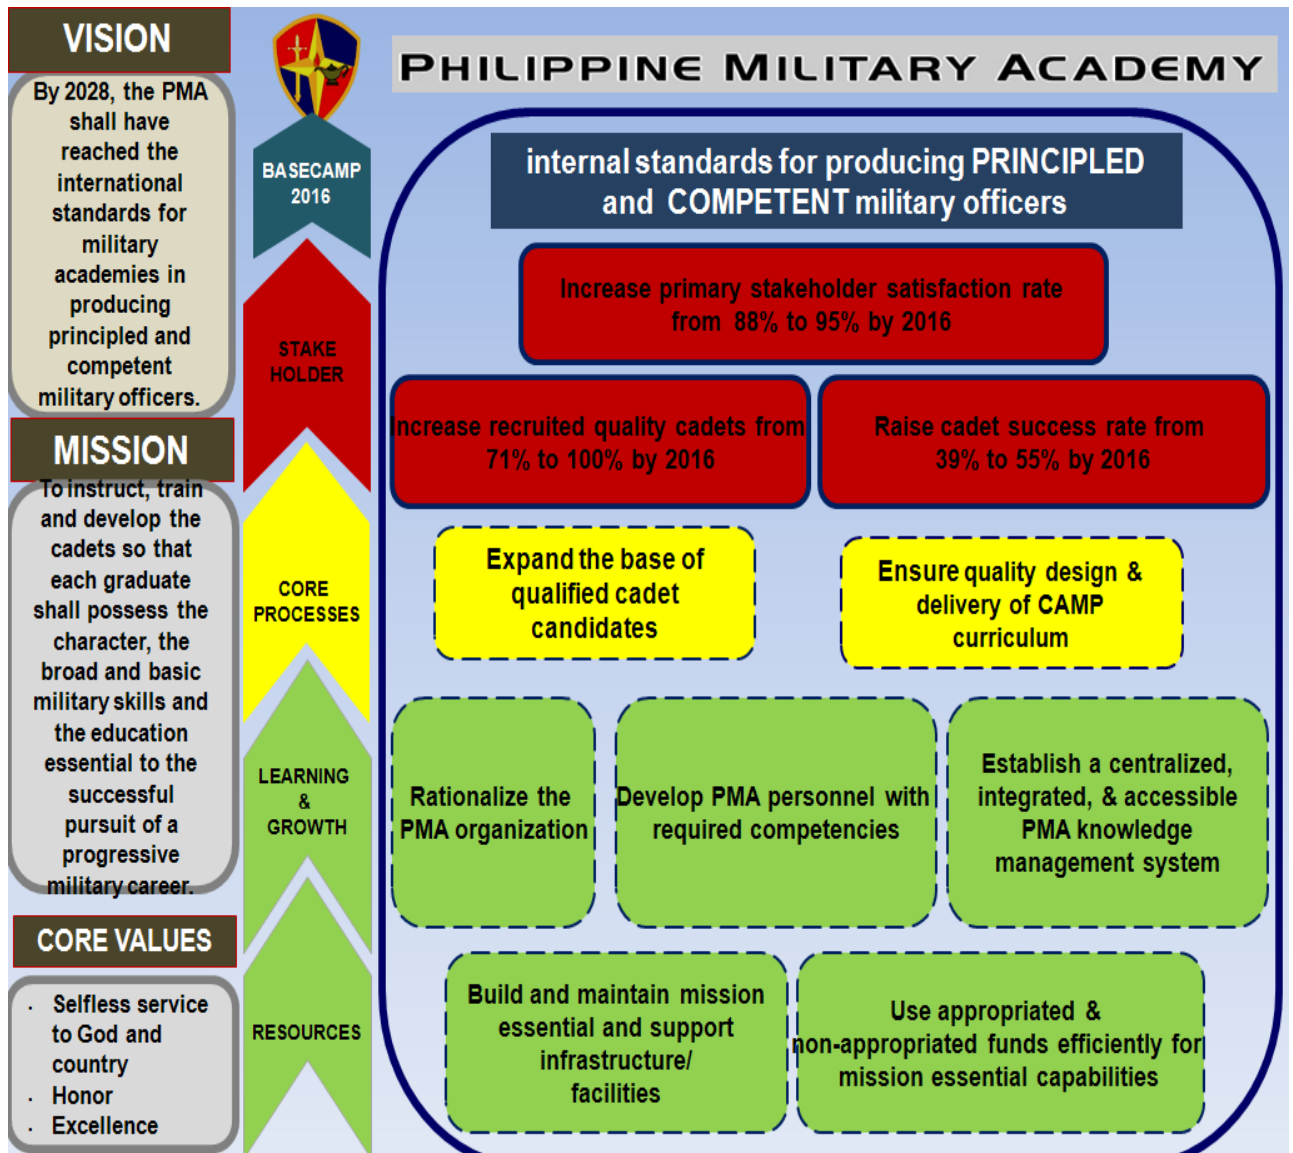 VISION
By 2028, the PMA
shall have
reached the
international
standards for
military
academies in
producing
principled and
competent
military officers.
MISSION
To instruct, train
and develop the
cadets so that
each graduate
shall possess the
character, the
broad and basic
military skills and
the education
essential to the
successful
pursuit of a
progressive
military career.
CORE VALUES
· Selfless service
to God and
country
· Honor
· Excellence
PHILIPPINE MILITARY ACADEMY
BASECAMP
2016
internal standards for producing PRINCIPLED
and COMPETENT military officers
STAKE
HOLDER
Increase primary stakeholder satisfaction rate
from 88% to 95% by 2016
Increase recruited quality cadets from
71% to 100% by 2016
Raise cadet success rate from
39% to 55% by 2016
CORE
PROCESSES
Expand the base of
qualified cadet
candidates
Ensure quality design &
delivery of CAMP
curriculum
LEARNING
&
GROWTH
Rationalize the
PMA organization
Develop PMA personnel with
required competencies
Establish a centralized,
integrated, & accessible
PMA knowledge
management system
RESOURCES
Build and maintain mission
essential and support
infrastructure/
facilities
Use appropriated &
non-appropriated funds efficiently for
mission essential capabilities